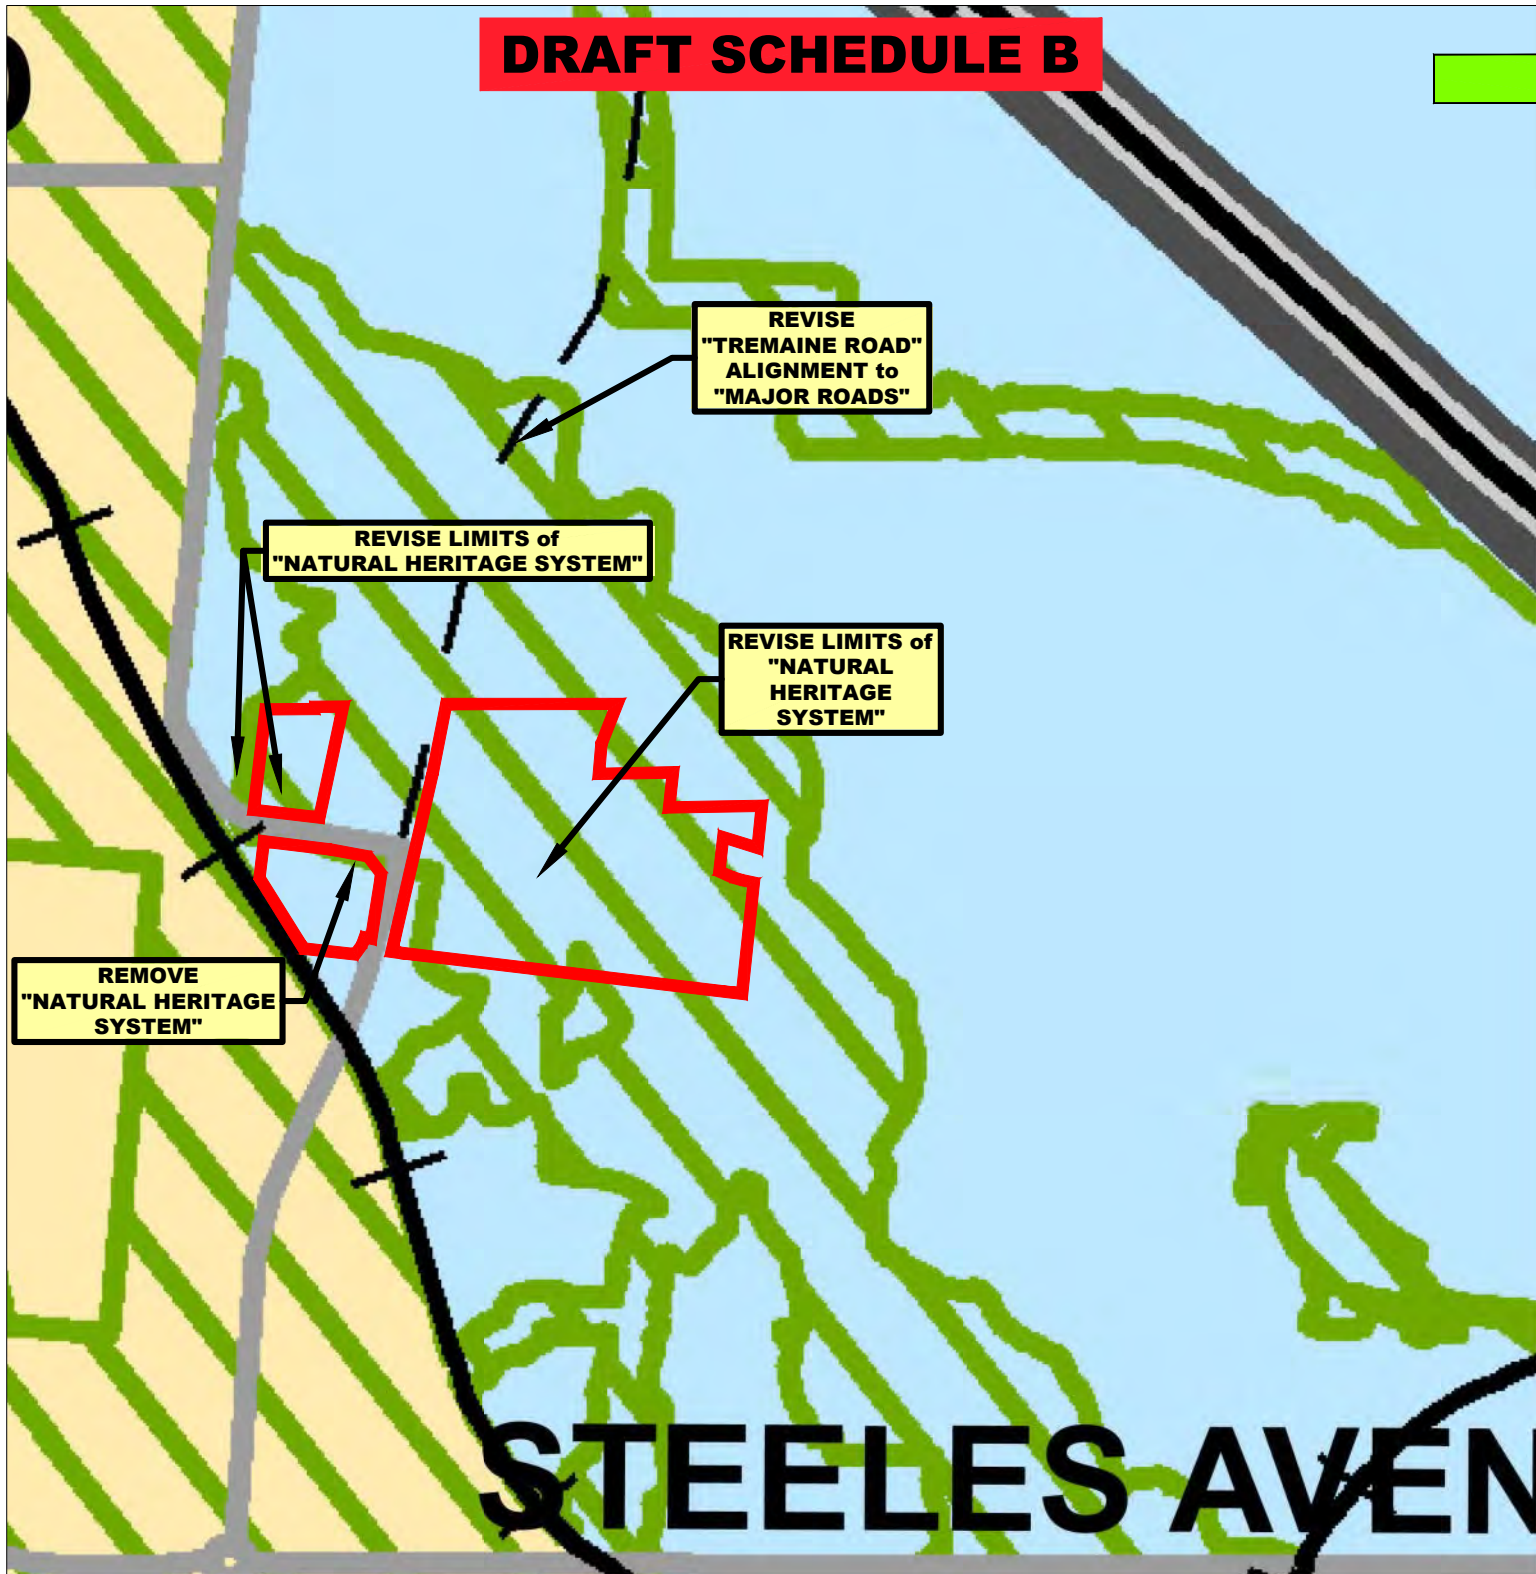 DRAFT SCHEDULE B
REVISE
"TREMAINE ROAD"
ALIGNMENT to
"MAJOR ROADS"
REVISE LIMITS of
"NATURAL HERITAGE SYSTEM"
REVISE LIMITS of
"NATURAL
HERITAGE
SYSTEM"
REMOVE
"NATURAL HERITAGE
SYSTEM"
STEELES AVEN